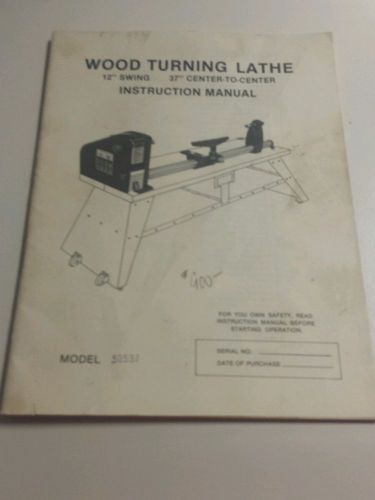 WOOD TURNING LATHE
12" SWING 37" CENTER-TO-CENTER
INSTRUCTION MANUAL
$400-
FOR YOU OWN SAFETY, READ
INSTRUCTION MANUAL BEFORE
STARTING OPERATION.
MODEL
SERIAL NO.
DATE OF PURCHASE